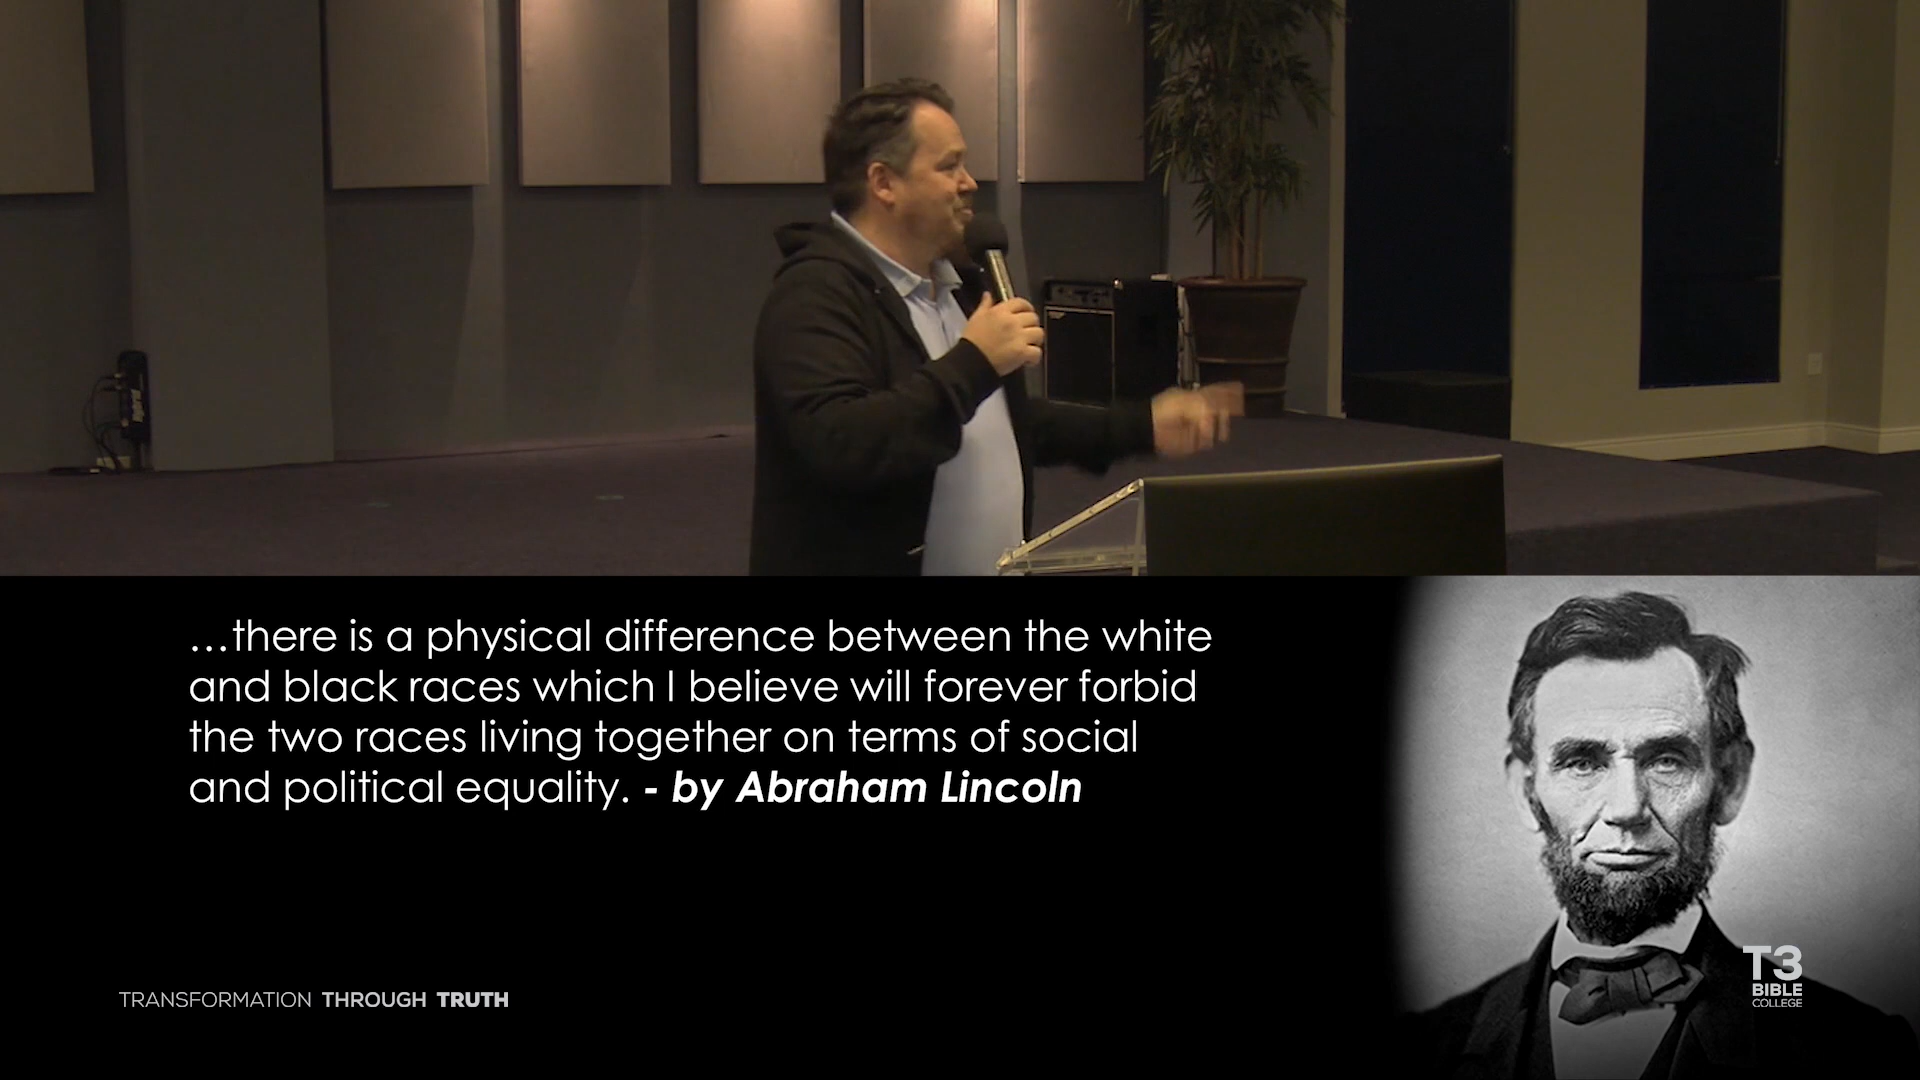 …there is a physical difference between the white
and black races which I believe will forever forbid
the two races living together on terms of social
and political equality. - by Abraham Lincoln
TRANSFORMATION THROUGH TRUTH
T3
BIBLE
COLLEGE